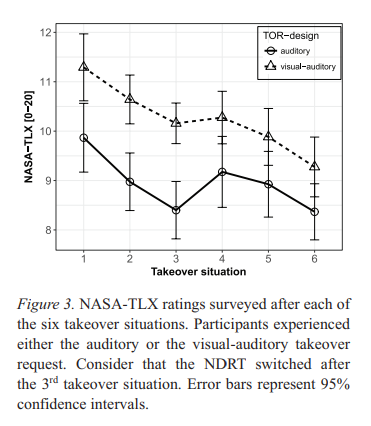 12
11
10
9
8
NASA−TLX [0−20]
TOR−design
auditory
visual−auditory
1 2 3 4 5 6
Takeover situation
Figure 3. NASA-TLX ratings surveyed after each of
the six takeover situations. Participants experienced
either the auditory or the visual-auditory takeover
request. Consider that the NDRT switched after
the 3rd takeover situation. Error bars represent 95%
confidence intervals.